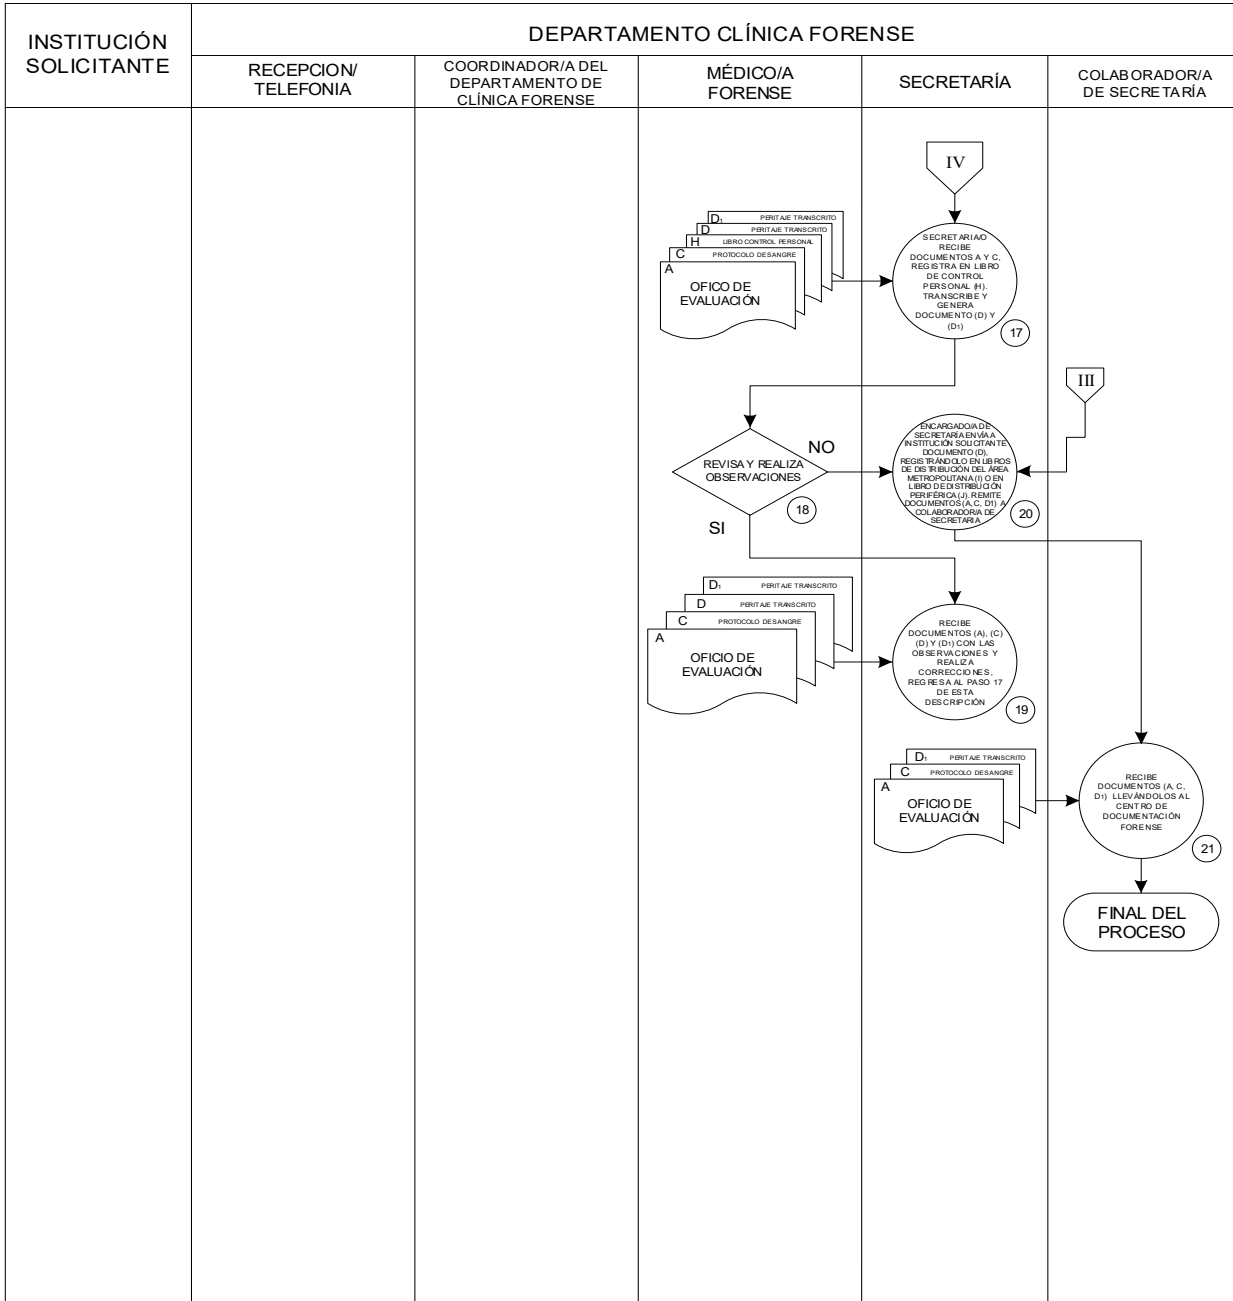 INSTITUCIÓN
SOLICITANTE
DEPARTAMENTO CLÍNICA FORENSE
RECEPCION/
TELEFONIA
COORDINADOR/A DEL
DEPARTAMENTO DE
CLÍNICA FORENSE
MÉDICO/A
FORENSE
SECRETARÍA
COLABORADOR/A
DE SECRETARÍA
IV
D1 PERITAJE TRANSCRITO
D PERITAJE TRANSCRITO
H LIBRO CONTROL PERSONAL
C PROTOCOLO DE SANGRE
A
OFICO DE
EVALUACIÓN
SECRETARIA/O
RECIBE
DOCUMENTOS A Y C,
REGISTRA EN LIBRO
DE CONTROL
PERSONAL (H).
TRANSCRIBE Y
GENERA
DOCUMENTO (D) Y
(D1)
17
III
REVISA Y REALIZA
OBSERVACIONES
18
NO
SI
ENCARGADO/A DE
SECRETARÍA ENVÍA A
INSTITUCIÓN SOLICITANTE
DOCUMENTO (D),
REGISTRÁNDOLO EN LIBROS
DE DISTRIBUCIÓN DEL ÁREA
METROPOLITANA (I) O EN
LIBRO DE DISTRIBUCIÓN
PERIFÉRICA (J). REMITE
DOCUMENTOS (A, C, D1) A
COLABORADOR/A DE
SECRETARIA
20
D1 PERITAJE TRANSCRITO
D PERITAJE TRANSCRITO
C PROTOCOLO DE SANGRE
A
OFICIO DE
EVALUACIÓN
RECIBE
DOCUMENTOS (A), (C)
(D) Y (D1) CON LAS
OBSERVACIONES Y
REALIZA
CORRECCIONES,
REGRESA AL PASO 17
DE ESTA
DESCRIPCIÓN
19
D1 PERITAJE TRANSCRITO
C PROTOCOLO DE SANGRE
A
OFICIO DE
EVALUACIÓN
RECIBE
DOCUMENTOS (A, C,
D1) LLEVÁNDOLOS AL
CENTRO DE
DOCUMENTACIÓN
FORENSE
21
FINAL DEL
PROCESO